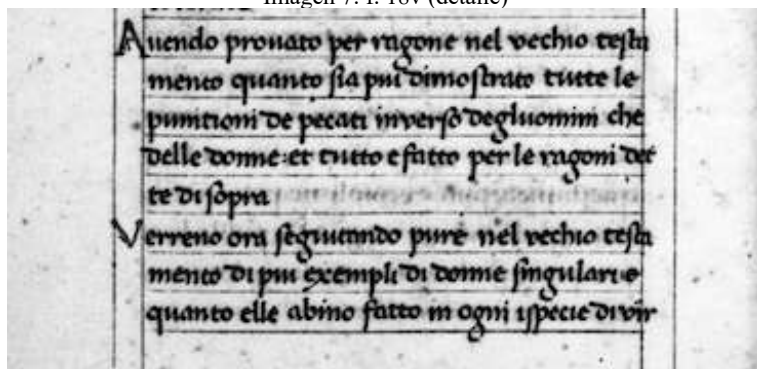 Imagen 7. f. 18v (detalle)
Auendo prouato per ragone nel vechio testa
mento quanto sia piu dimostrato tutte le
punitioni de pecati inverso degluomini che
delle donne: et tutto e fatto per le ragoni det
te di sopra
Verreno ora seguitando pure nel vechio testa
mento di piu exempli di donne singulari e
quanto elle abino fatto in ogni ispecie di vir